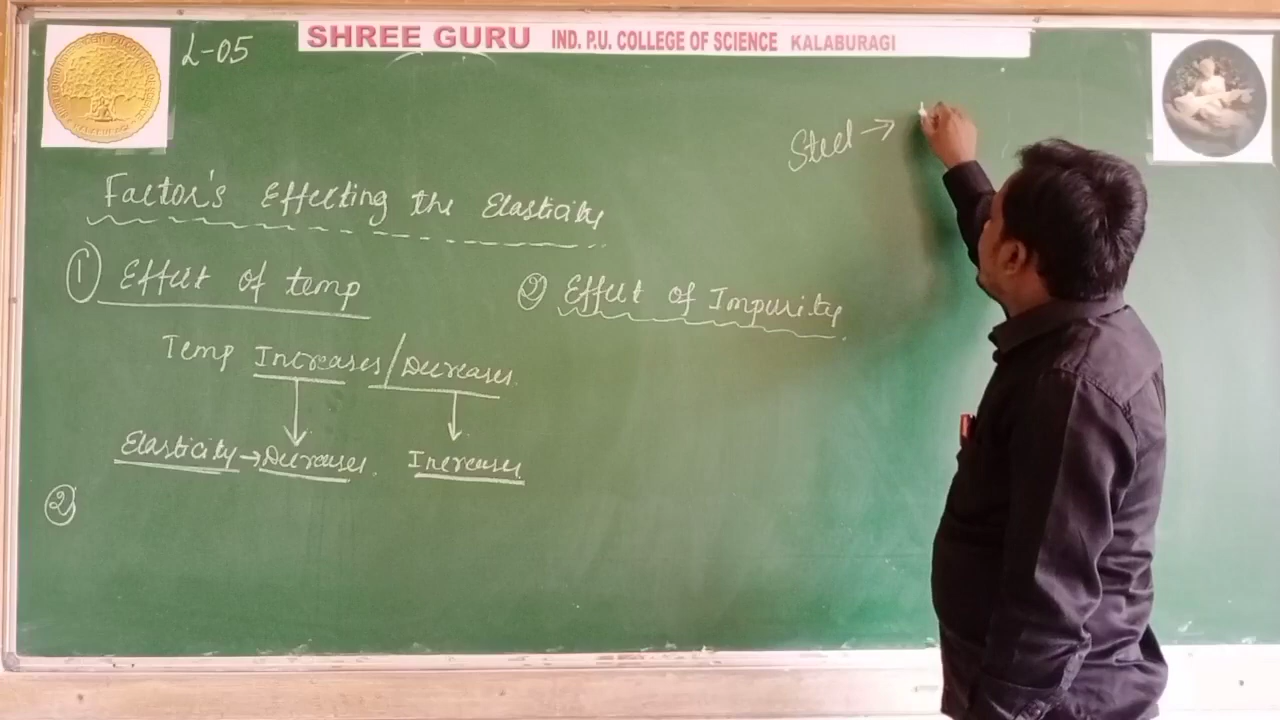 SHREE GURU IND. P.U. COLLEGE OF SCIENCE KALABURAGI
L-05
Steel →
Factor's Effecting the Elasticity
① Effect of temp
Temp Increases/Decreases
Elasticity → Decreases. Increases.
②
② Effect of Impurity.